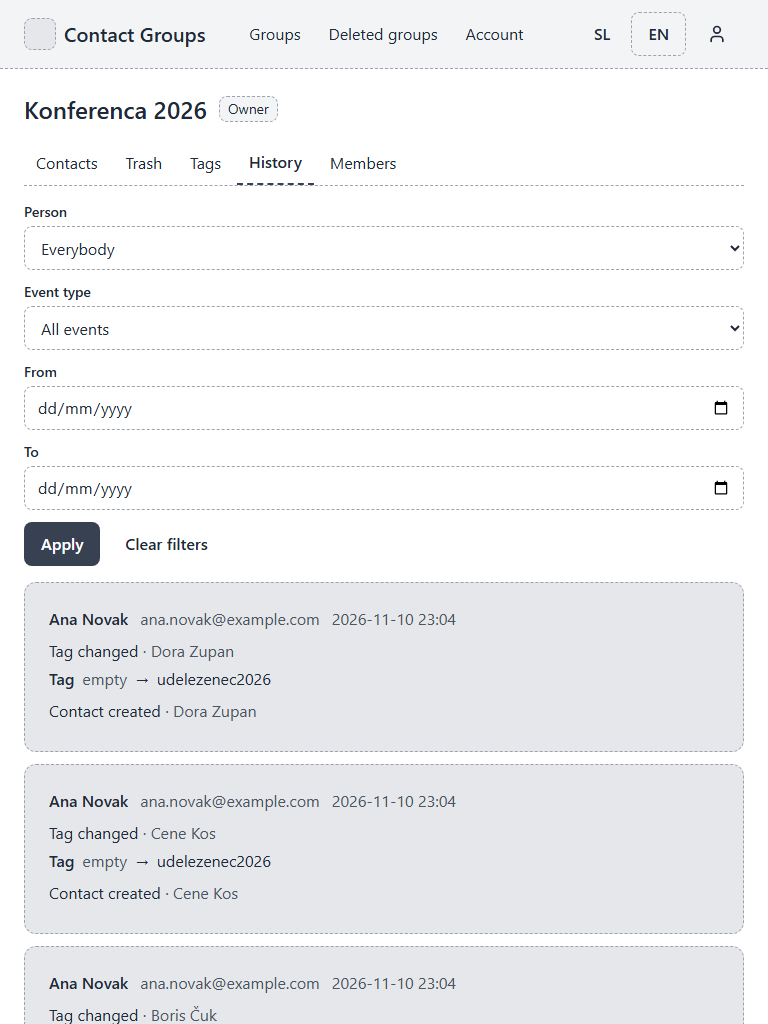 Contact Groups Groups Deleted groups Account SL EN
Konferenca 2026 Owner
Contacts Trash Tags History Members
Person
Everybody
Event type
All events
From
dd/mm/yyyy
To
dd/mm/yyyy
Apply Clear filters
Ana Novak ana.novak@example.com 2026-11-10 23:04
Tag changed · Dora Zupan
Tag empty → udelezenec2026
Contact created · Dora Zupan
Ana Novak ana.novak@example.com 2026-11-10 23:04
Tag changed · Cene Kos
Tag empty → udelezenec2026
Contact created · Cene Kos
Ana Novak ana.novak@example.com 2026-11-10 23:04
Tag changed · Boris Čuk